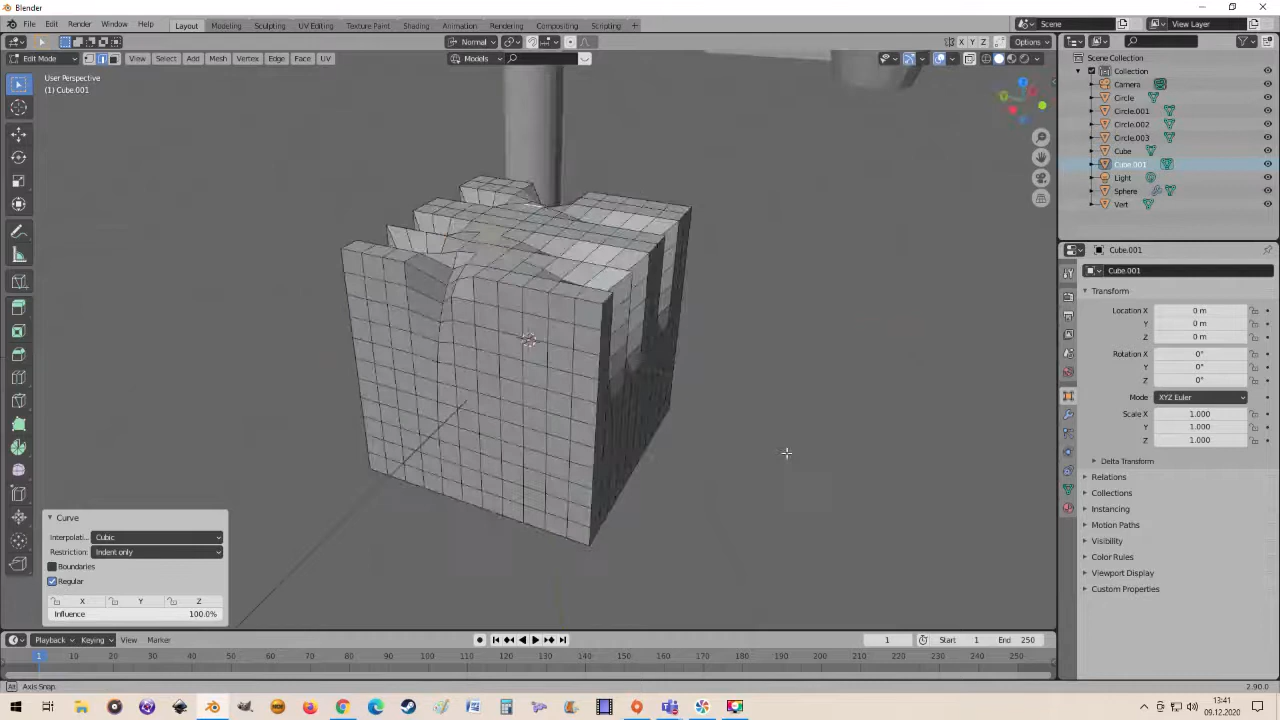 Blender
File Edit Render Window Help Layout Modeling Sculpting UV Editing Texture Paint Shading Animation Rendering Compositing Scripting + Scene View Layer
Normal X Y Z Options
Edit Mode View Select Add Mesh Vertex Edge Face UV Models
User Perspective
(1) Cube.001
Scene Collection
Collection
Camera
Circle
Circle.001
Circle.002
Circle.003
Cube
Cube.001
Light
Sphere
Vert
Cube.001
Cube.001
Transform
Location X 0 m
Y 0 m
Z 0 m
Rotation X 0°
Y 0°
Z 0°
Mode XYZ Euler
Scale X 1.000
Y 1.000
Z 1.000
Delta Transform
Relations
Collections
Instancing
Motion Paths
Visibility
Color Rules
Viewport Display
Custom Properties
Curve
Interpolati.. Cubic
Restriction: Indent only
Boundaries
Regular
X Y Z
Influence 100.0%
Playback Keying View Marker 1 Start 1 End 250
1 10 20 30 40 50 60 70 80 90 100 110 120 130 140 150 160 170 180 190 200 210 220 230 240 250
Axis Snap 2.90.0
13:41
09.12.2020